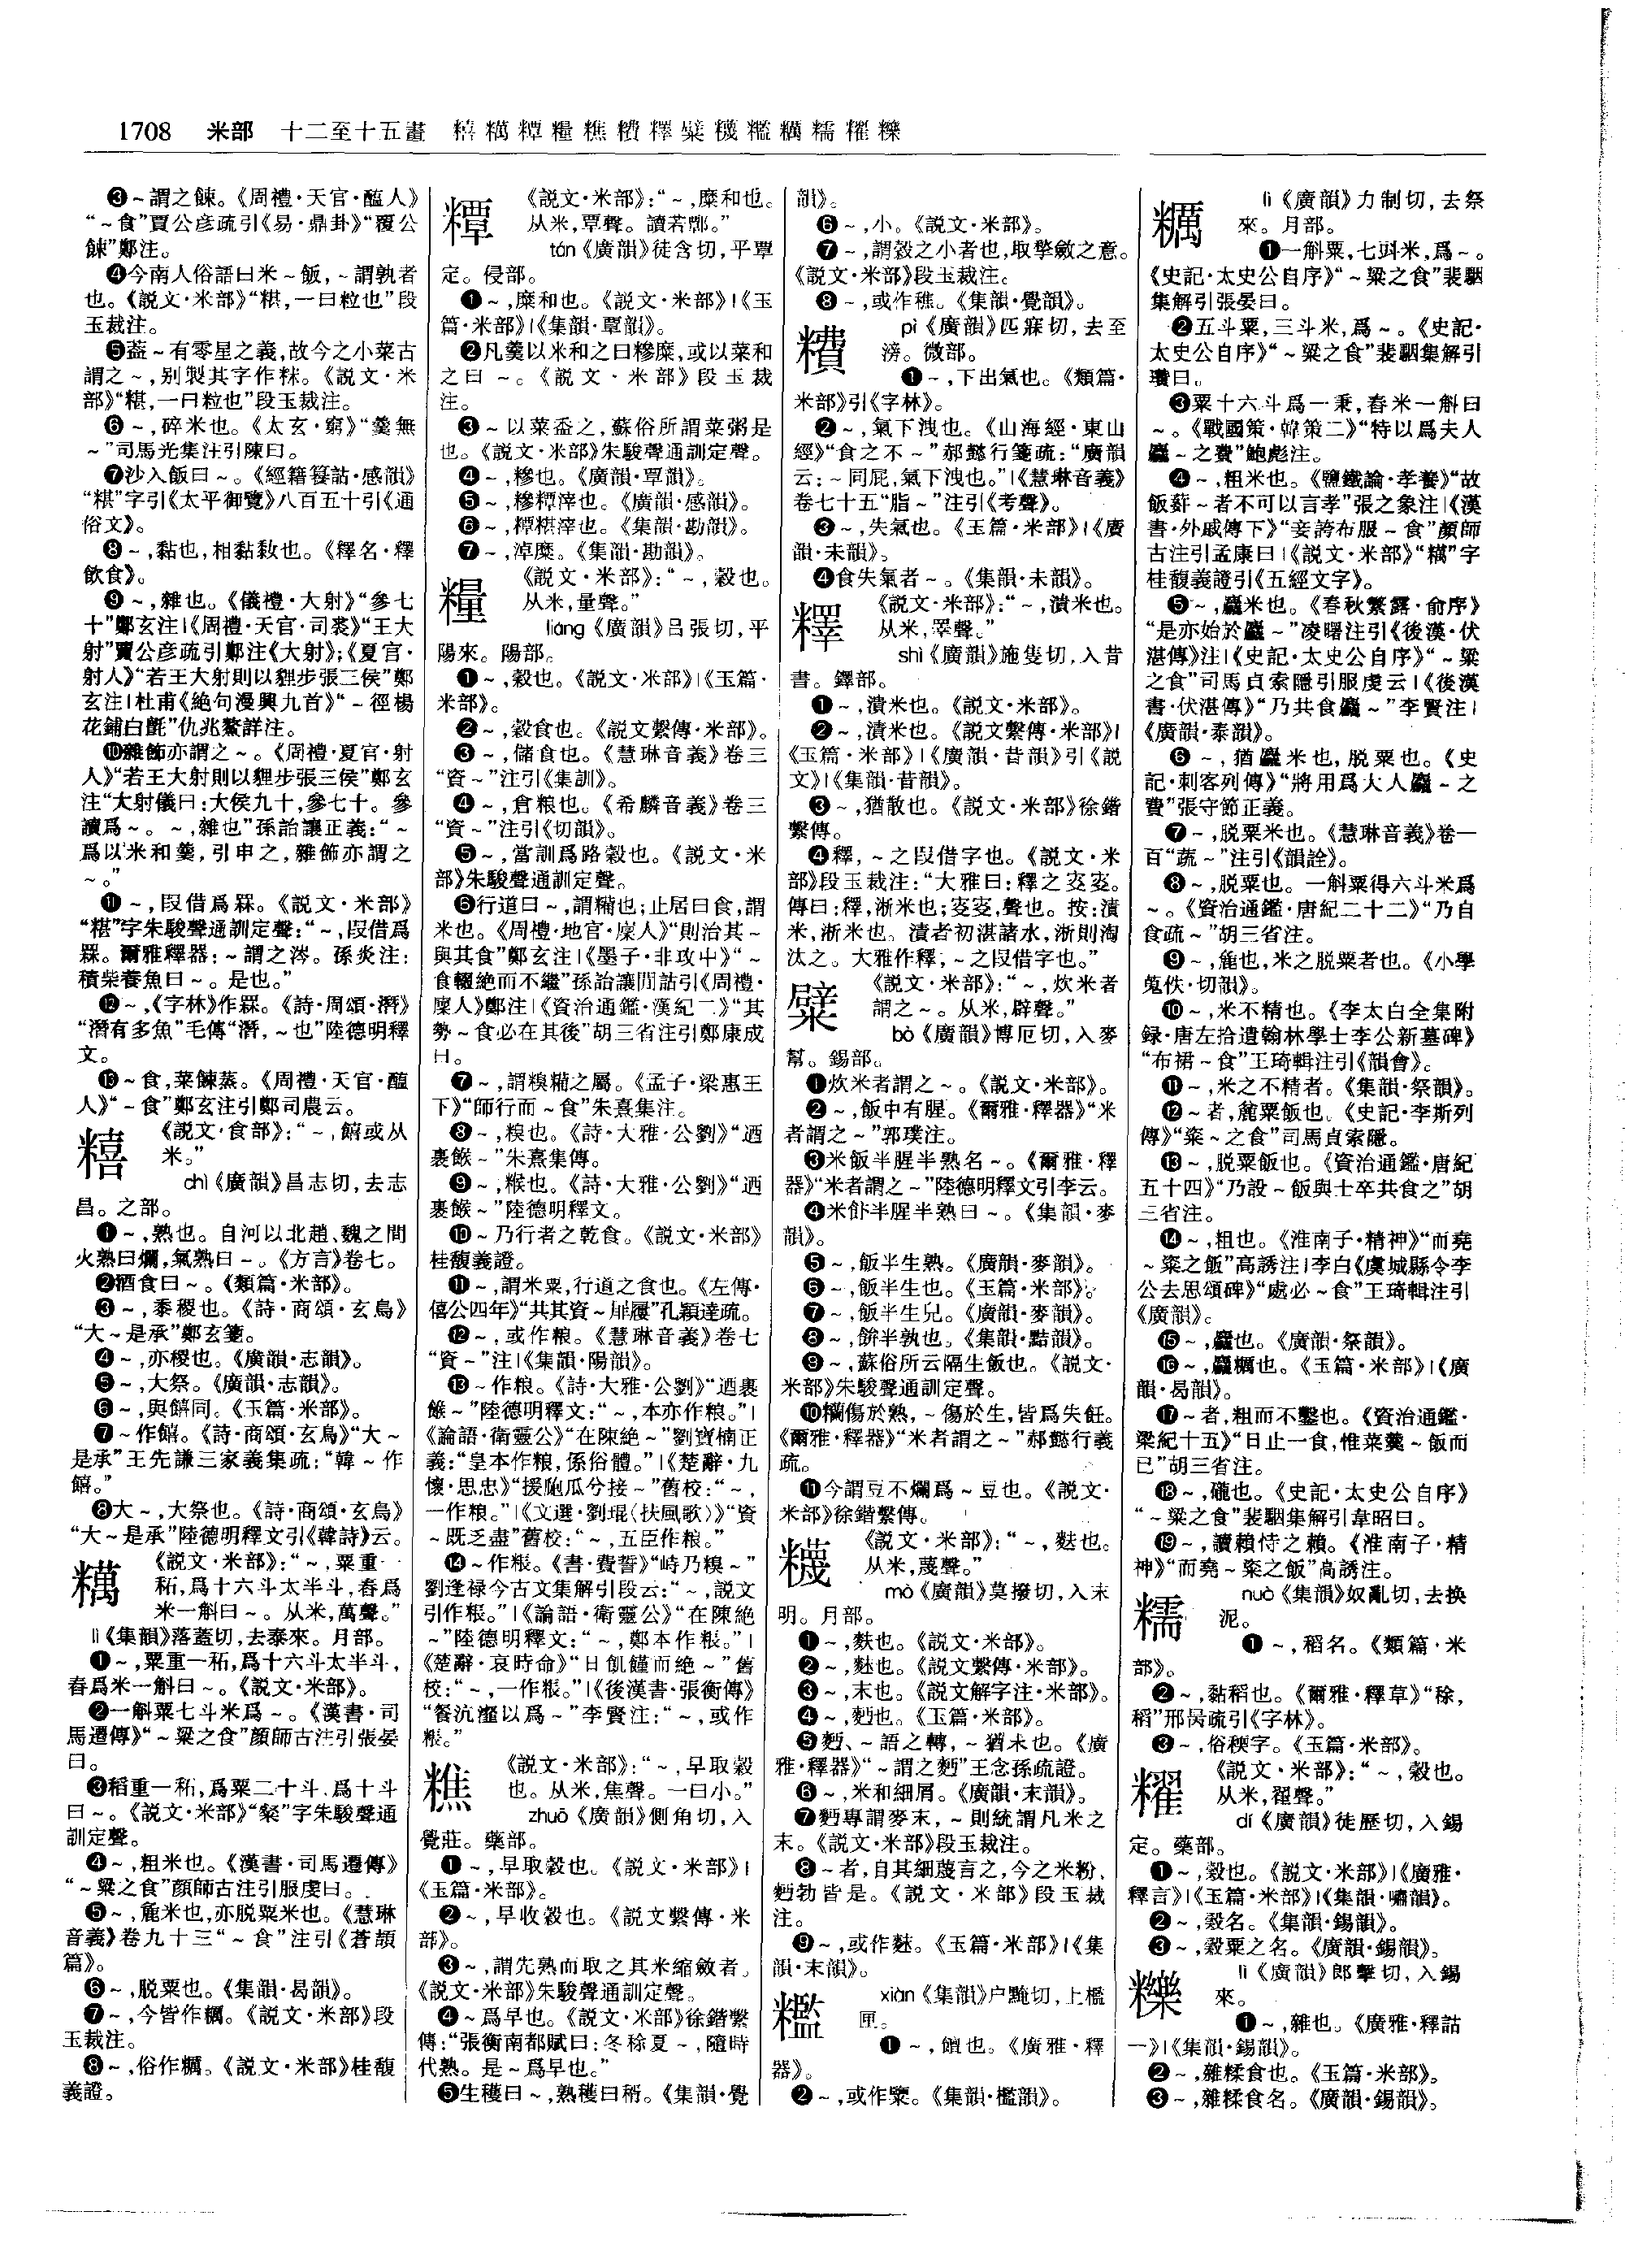 1708 米部 十二至十五畫 糦糲糧樵糟釋糪糯
❸~謂之餗。《周禮·天官·醢人》
“~食”賈公彦疏引《易·鼎卦》“覆公
餗”鄭注。
❹今南人俗語曰米~飯，~謂孰者
也。《説文·米部》“糂，一曰粒也”段
玉裁注。
❺葢~有零星之義，故今之小菜古
謂之~，别製其字作
部》“糂，一曰粒也”段玉裁注。
❻~，碎米也。《太玄·窮》“羹無
~”司馬光集注引陳曰。
❼沙入飯曰~。《經籍籑詁·感韻》
“糂”字引《太平御覽》八百五十引《通
俗文》。
❽~，黏也，相黏敄也。《釋名·釋
飲食》。
❾~，雜也。《儀禮·大射》“參七
十”鄭玄注|《周禮·天官·司裘》“王大
射”賈公彦疏引鄭注《大射》；《夏官·
射人》“若王大射則以貍步張三侯”鄭
玄注|杜甫《絶句漫興九首》“~徑楊
花鋪白氈”仇兆鰲詳注。
❿雜飾亦謂之~。《周禮·夏官·射
人》“若王大射則以貍步張三侯”鄭玄
注“大射儀曰：大侯九十，參七十。參
讀爲~。~，雜也”孫詒讓正義：“~
爲以米和羹，引申之，雜飾亦謂之
~。”
⓫~，叚借爲罧。《説文·米部》
“糂”字朱駿聲通訓定聲：“~，叚借爲
罧。爾雅釋器：~謂之涔。孫炎注：
積柴養魚曰~。是也。”
⓬~，《字林》作罧。《詩·周頌·潛》
“潛有多魚”毛傳“潛，~也”陸德明釋
文。
⓭~食，菜餗蒸。《周禮·天官·醢
人》“~食”鄭玄注引鄭司農云。
糦 《説文·食部》：“~，饎或从
米。”
chì《廣韻》昌志切，去志
昌。之部。
❶~，熟也。自河以北趙、魏之間
火熟曰爛，氣熟曰~。《方言》卷七。
❷酒食曰~。《類篇·米部》。
❸~，黍稷也。《詩·商頌·玄鳥》
“大~是承”鄭玄箋。
❹~，亦稷也。《廣韻·志韻》。
❺~，大祭。《廣韻·志韻》。
❻~，與饎同。《玉篇·米部》。
❼~作饎。《詩·商頌·玄鳥》“大~
是承”王先謙三家義集疏：“韓~作
饎。”
❽大~，大祭也。《詩·商頌·玄鳥》
“大~是承”陸德明釋文引《韓詩》云。
《説文·米部》：“~，粟重一
䄷，爲十六斗太半斗，舂爲
米一斛曰~。从米，萬聲。”
lì《集韻》落蓋切，去泰來。月部。
❶~，粟重一䄷，爲十六斗太半斗，
舂爲米一斛曰~。《説文·米部》。
❷一斛粟七斗米爲~。《漢書·司
馬遷傳》“~粱之食”顔師古注引張晏
曰。
❸稻重一䄷，爲粟二十斗，爲十斗
曰~。《説文·米部》“粲”字朱駿聲通
訓定聲。
❹~，粗米也。《漢書·司馬遷傳》
“~粱之食”顔師古注引服虔曰。
❺~，麄米也，亦脱粟米也。《慧琳
音義》卷九十三“~食”注引《蒼頡
篇》。
❻~，脱粟也。《集韻·曷韻》。
❼~，今皆作糲。《説文·米部》段
玉裁注。
❽~，俗作糲。《説文·米部》桂馥
義證。
糧 《説文·米部》：“~，糜和也。
从米，覃聲。讀若鄲。”
tán《廣韻》徒含切，平覃
定。侵部。
❶~，糜和也。《説文·米部》|《玉
篇·米部》|《集韻·覃韻》。
❷凡羹以米和之曰糝糜，或以菜和
之曰~。《説文·米部》段玉裁
注。
❸~以菜盉之，蘇俗所謂菜粥是
也。《説文·米部》朱駿聲通訓定聲。
❹~，糝也。《廣韻·覃韻》。
❺~，糝糣滓也。《廣韻·感韻》。
❻~，糂滓也。《集韻·勘韻》。
❼~，淖糜。《集韻·勘韻》。
糧 《説文·米部》：“~，穀也。
从米，量聲。”
liáng《廣韻》吕張切，平
陽來。陽部。
❶~，穀也。《説文·米部》|《玉篇·
米部》。
❷~，穀食也。《説文繫傳·米部》。
❸~，儲食也。《慧琳音義》卷三
“資~”注引《集訓》。
❹~，倉粮也。《希麟音義》卷三
“資~”注引《切韻》。
❺~，當訓爲路穀也。《説文·米
部》朱駿聲通訓定聲。
❻行道曰~，謂糒也；止居曰食，謂
米也。《周禮·地官·廩人》“則治其~
與其食”鄭玄注|《墨子·非攻中》“~
食輟絶而不繼”孫詒讓閒詁引《周禮·
廩人》鄭注|《資治通鑑·漢紀二》“其
勢~食必在其後”胡三省注引鄭康成
曰。
❼~，謂糗糒之屬。《孟子·梁惠王
下》“師行而~食”朱熹集注。
❽~，糗也。《詩·大雅·公劉》“迺
裹餱~”朱熹集傳。
❾~，糇也。《詩·大雅·公劉》“迺
裹餱~”陸德明釋文。
❿~乃行者之乾食。《説文·米部》
桂馥義證。
⓫~，謂米粟，行道之食也。《左傳·
僖公四年》“共其資~屝屨”孔穎達疏。
⓬~，或作粮。《慧琳音義》卷七
“資~”注|《集韻·陽韻》。
⓭~作粮。《詩·大雅·公劉》“迺裹
餱~”陸德明釋文：“~，本亦作粮。”|
《論語·衛靈公》“在陳絶~”劉寶楠正
義：“皇本作粮，係俗體。”|《楚辭·九
懷·思忠》“援瓟瓜兮接~”舊校：“~，
一作粮。”|《文選·劉琨〈扶風歌〉》“資
~既乏盡”舊校：“~，五臣作粮。”
⓮~作粻。《書·費誓》“峙乃糗~”
劉逢禄今古文集解引段云：“~，説文
引作粻。”|《論語·衛靈公》“在陳絶
~”陸德明釋文：“~，鄭本作粻。”|
《楚辭·哀時命》“日飢饉而絶~”舊
校：“~，一作粻。”|《後漢書·張衡傳》
“餐沆瀣以爲~”李賢注：“~，或作
粻。”
《説文·米部》：“~，早取穀
也。从米，焦聲。一曰小。”
zhuō《廣韻》側角切，入
覺莊。藥部。
❶~，早取穀也。《説文·米部》|
《玉篇·米部》。
❷~，早收穀也。《説文繫傳·米
部》。
❸~，謂先熟而取之其米縮斂者。
《説文·米部》朱駿聲通訓定聲。
❹~爲早也。《説文·米部》徐鍇繫
傳：“張衡南都賦曰：冬稌夏~，隨時
代熟。是~爲早也。”
❺生穫曰~，熟穫曰稰。《集韻·覺
韻》。
❻~，小。《説文·米部》。
❼~，謂穀之小者也，取揫斂之意。
《説文·米部》段玉裁注。
❽~，或作穛。《集韻·覺韻》。
pì《廣韻》匹寐切，去至
滂。微部。
❶~，下出氣也。《類篇·
米部》引《字林》。
❷~，氣下洩也。《山海經·東山
經》“食之不~”郝懿行箋疏：“廣韻
云：~同屁，氣下洩也。”|《慧琳音義》
卷七十五“脂~”注引《考聲》。
❸~，失氣也。《玉篇·米部》|《廣
韻·未韻》。
❹食失氣者~。《集韻·未韻》。
《説文·米部》：“~，漬米也。
从米，睪聲。”
shì《廣韻》施隻切，入昔
書。鐸部。
❶~，漬米也。《説文·米部》。
❷~，漬米也。《説文繫傳·米部》|
《玉篇·米部》|《廣韻·昔韻》引《説
文》|《集韻·昔韻》。
❸~，猶散也。《説文·米部》徐鍇
繫傳。
❹釋，~之叚借字也。《説文·米
部》段玉裁注：“大雅曰：釋之叜叜。
傳曰：釋，淅米也；叜叜，聲也。按：漬
米，淅米也。漬者初湛諸水，淅則淘
汰之。大雅作釋，~之叚借字也。”
糪 《説文·米部》：“~，炊米者
謂之~。从米，辟聲。”
bò《廣韻》博厄切，入麥
幫。錫部。
❶炊米者謂之~。《説文·米部》。
❷~，飯中有腥。《爾雅·釋器》“米
者謂之~”郭璞注。
❸米飯半腥半熟名~。《爾雅·釋
器》“米者謂之~”陸德明釋文引李云。
❹米飰半腥半熟曰~。《集韻·麥
韻》。
❺~，飯半生熟。《廣韻·麥韻》。
❻~，飯半生也。《玉篇·米部》。
❼~，飯半生兒。《廣韻·麥韻》。
❽~，餅半孰也。《集韻·黠韻》。
❾~，蘇俗所云隔生飯也。《説文·
米部》朱駿聲通訓定聲。
❿糷傷於熟，~傷於生，皆爲失飪。
《爾雅·釋器》“米者謂之~”郝懿行義
疏。
⓫今謂豆不爛爲~豆也。《説文·
米部》徐鍇繫傳。
《説文·米部》：“~，麩也。
从米，蔑聲。”
mò《廣韻》莫撥切，入末
明。月部。
❶~，麩也。《説文·米部》。
❷~，麩也。《説文繫傳·米部》。
❸~，末也。《説文解字注·米部》。
❹~，麪也。《玉篇·米部》。
❺麪、~語之轉，~猶末也。《廣
雅·釋器》“~謂之麪”王念孫疏證。
❻~，米和細屑。《廣韻·末韻》。
❼麪專謂麥末，~則統謂凡米之
末。《説文·米部》段玉裁注。
❽~者，自其細蔑言之，今之米粉、
麪勃皆是。《説文·米部》段玉裁
注。
❾~，或作䴲。《玉篇·米部》|《集
韻·末韻》。
xiàn《集韻》户黤切，上檻
匣。
❶~，饡也。《廣雅·釋
器》。
❷~，或作。《集韻·檻韻》。
糲 lì《廣韻》力制切，去祭
來。月部。
❶一斛粟，七㪷米，爲~。
《史記·太史公自序》“~粱之食”裴駰
集解引張晏曰。
❷五斗粟，三斗米，爲~。《史記·
太史公自序》“~粱之食”裴駰集解引
瓚曰。
❸粟十六斗爲一秉，舂米一斛曰
~。《戰國策·韓策二》“特以爲夫人
麤~之費”鮑彪注。
❹~，粗米也。《鹽鐵論·孝養》“故
飯蔬~者不可以言孝”張之象注|《漢
書·外戚傳下》“妾誇布服~食”顔師
古注引孟康曰|《説文·米部》“”字
桂馥義證引《五經文字》。
❺~，麤米也。《春秋繁露·俞序》
“是亦始於麤~”凌曙注引《後漢·伏
湛傳》注|《史記·太史公自序》“~粱
之食”司馬貞索隱引服虔云|《後漢
書·伏湛傳》“乃共食麤~”李賢注|
《廣韻·泰韻》。
❻~，猶麤米也，脱粟也。《史
記·刺客列傳》“將用爲大人麤~之
費”張守節正義。
❼~，脱粟米也。《慧琳音義》卷一
百“蔬~”注引《韻詮》。
❽~，脱粟也。一斛粟得六斗米爲
~。《資治通鑑·唐紀二十二》“乃自
食疏~”胡三省注。
❾~，麄也，米之脱粟者也。《小學
蒐佚·切韻》。
❿~，米不精也。《李太白全集附
録·唐左拾遺翰林學士李公新墓碑》
“布裙~食”王琦輯注引《韻會》。
⓫~，米之不精者。《集韻·祭韻》。
⓬~者，麄粟飯也。《史記·李斯列
傳》“粢~之食”司馬貞索隱。
⓭~，脱粟飯也。《資治通鑑·唐紀
五十四》“乃設~飯與士卒共食之”胡
三省注。
⓮~，粗也。《淮南子·精神》“而堯
~粢之飯”高誘注|李白《虞城縣令李
公去思頌碑》“處必~食”王琦輯注引
《廣韻》。
⓯~，麤也。《廣韻·祭韻》。
⓰~，麤糲也。《玉篇·米部》|《廣
韻·曷韻》。
⓱~者，粗而不鑿也。《資治通鑑·
梁紀十五》“日止一食，惟菜羹~飯而
已”胡三省注。
⓲~，䃯也。《史記·太史公自序》
“~粱之食”裴駰集解引韋昭曰。
⓳~，讀賴恃之賴。《淮南子·精
神》“而堯~粢之飯”高誘注。
糯 nuò《集韻》奴亂切，去換
泥。
❶~，稻名。《類篇·米
部》。
❷~，黏稻也。《爾雅·釋草》“稌，
稻”邢昺疏引《字林》。
❸~，俗稬字。《玉篇·米部》。
糴 《説文·米部》：“~，穀也。
从米，翟聲。”
dí《廣韻》徒歷切，入錫
定。藥部。
❶~，穀也。《説文·米部》|《廣雅·
釋言》|《玉篇·米部》|《集韻·嘯韻》。
❷~，穀名。《集韻·錫韻》。
❸~，穀粟之名。《廣韻·錫韻》。
lì《廣韻》郎擊切，入錫
來。
❶~，雜也。《廣雅·釋詁
一》|《集韻·錫韻》。
❷~，雜糅食也。《玉篇·米部》。
❸~，雜糅食名。《廣韻·錫韻》。